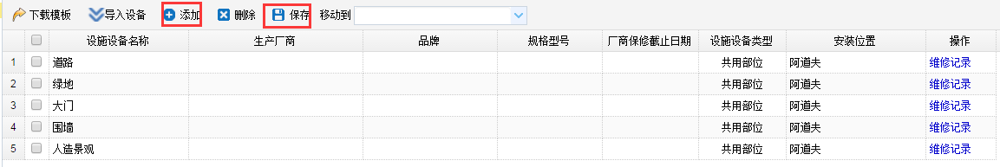 下载模板 导入设备 添加 删除 保存 移动到
设施设备名称 生产厂商 品牌 规格型号 厂商保修截止日期 设施设备类型 安装位置 操作
1 道路 共用部位 阿道夫 维修记录
2 绿地 共用部位 阿道夫 维修记录
3 大门 共用部位 阿道夫 维修记录
4 围墙 共用部位 阿道夫 维修记录
5 人造景观 共用部位 阿道夫 维修记录